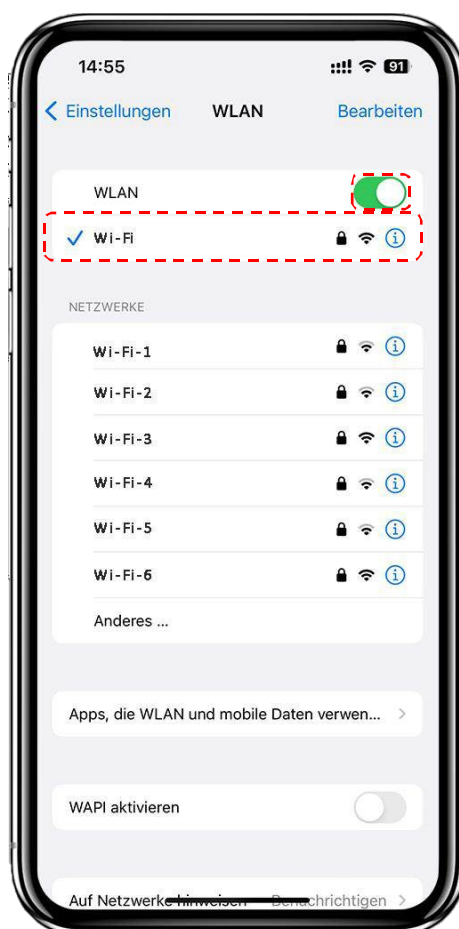 14:55
91
Einstellungen WLAN Bearbeiten
WLAN
Wi-Fi
NETZWERKE
Wi-Fi-1
Wi-Fi-2
Wi-Fi-3
Wi-Fi-4
Wi-Fi-5
Wi-Fi-6
Anderes ...
Apps, die WLAN und mobile Daten verwen...
WAPI aktivieren
Auf Netzwerke hinweisen Benachrichtigen